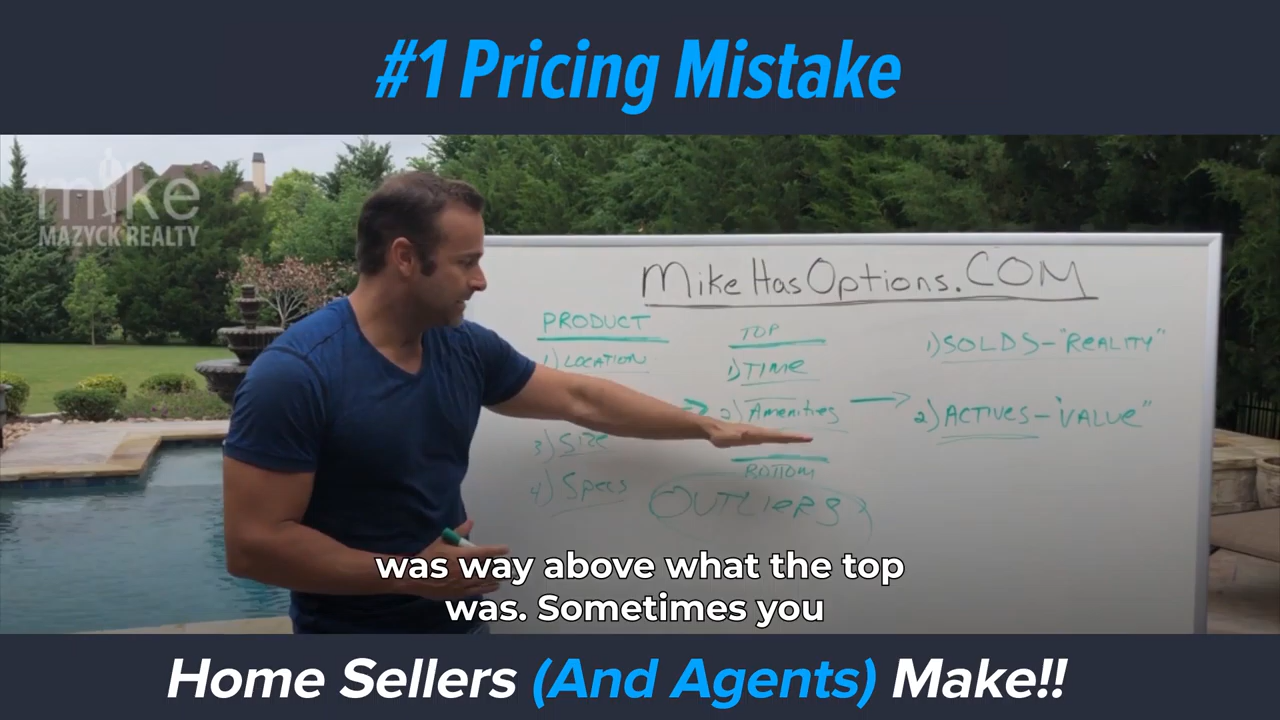 #1 Pricing Mistake
mike
MAZYCK REALTY
MikeHasOptions.COM
PRODUCT
1) LOCATION
3) Size
4) Specs
TOP
1) TIME
2) Amenities
BOTTOM
OUTLIERS
1) SOLDS - "REALITY"
2) ACTIVES - "VALUE"
was way above what the top
was. Sometimes you
Home Sellers (And Agents) Make!!